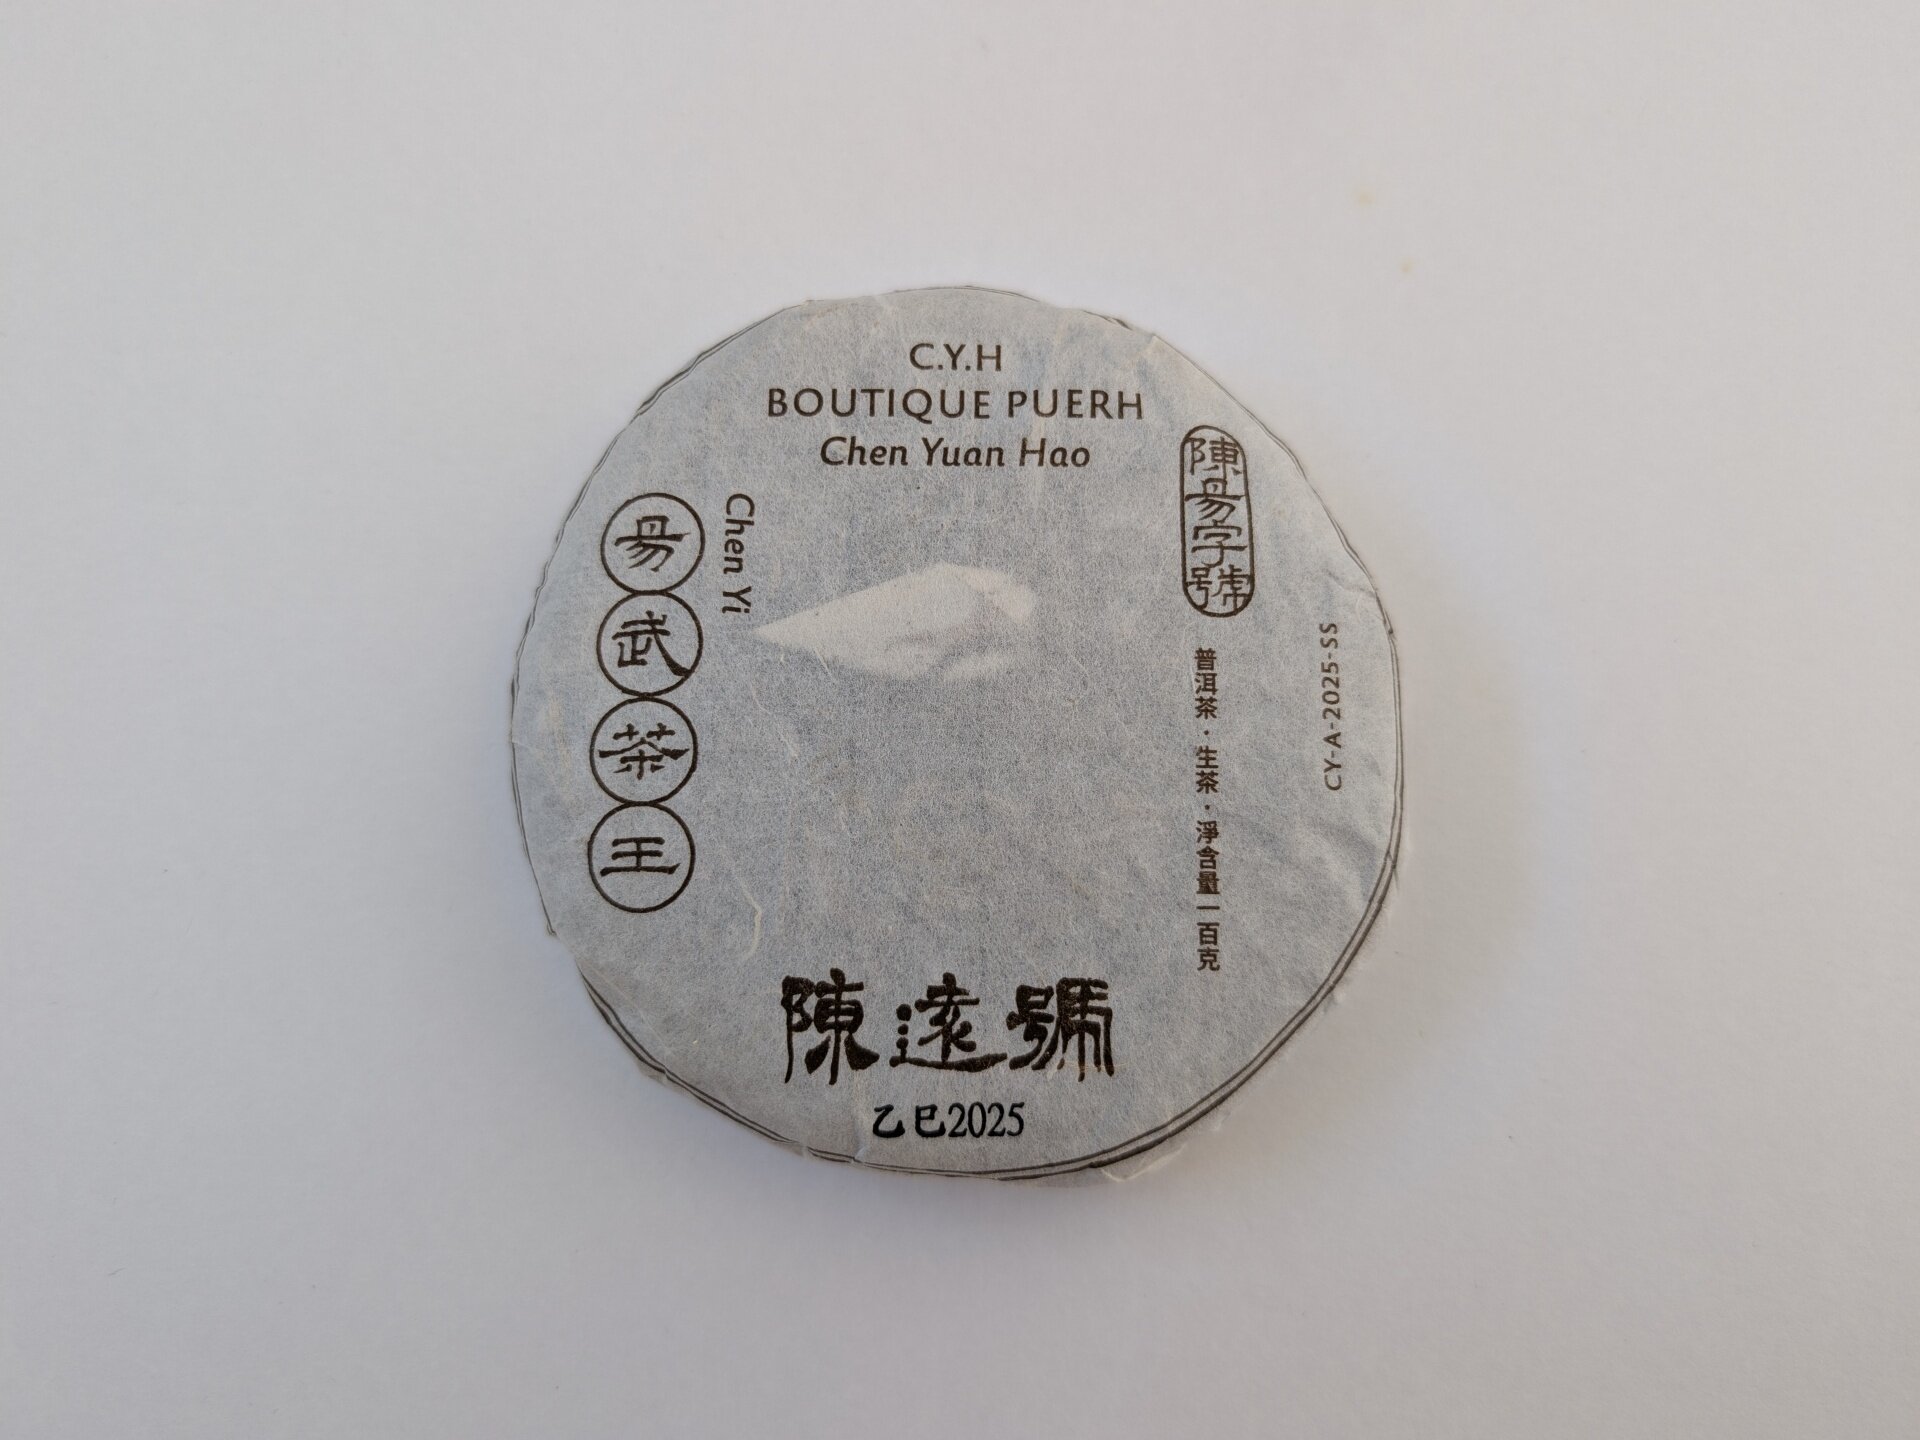 C.Y.H
BOUTIQUE PUERH
Chen Yuan Hao
陳易字號
Chen Yi
易武茶王
普洱茶·生茶·淨含量一百克
CY-A-2025-SS
陳遠號
乙巳2025